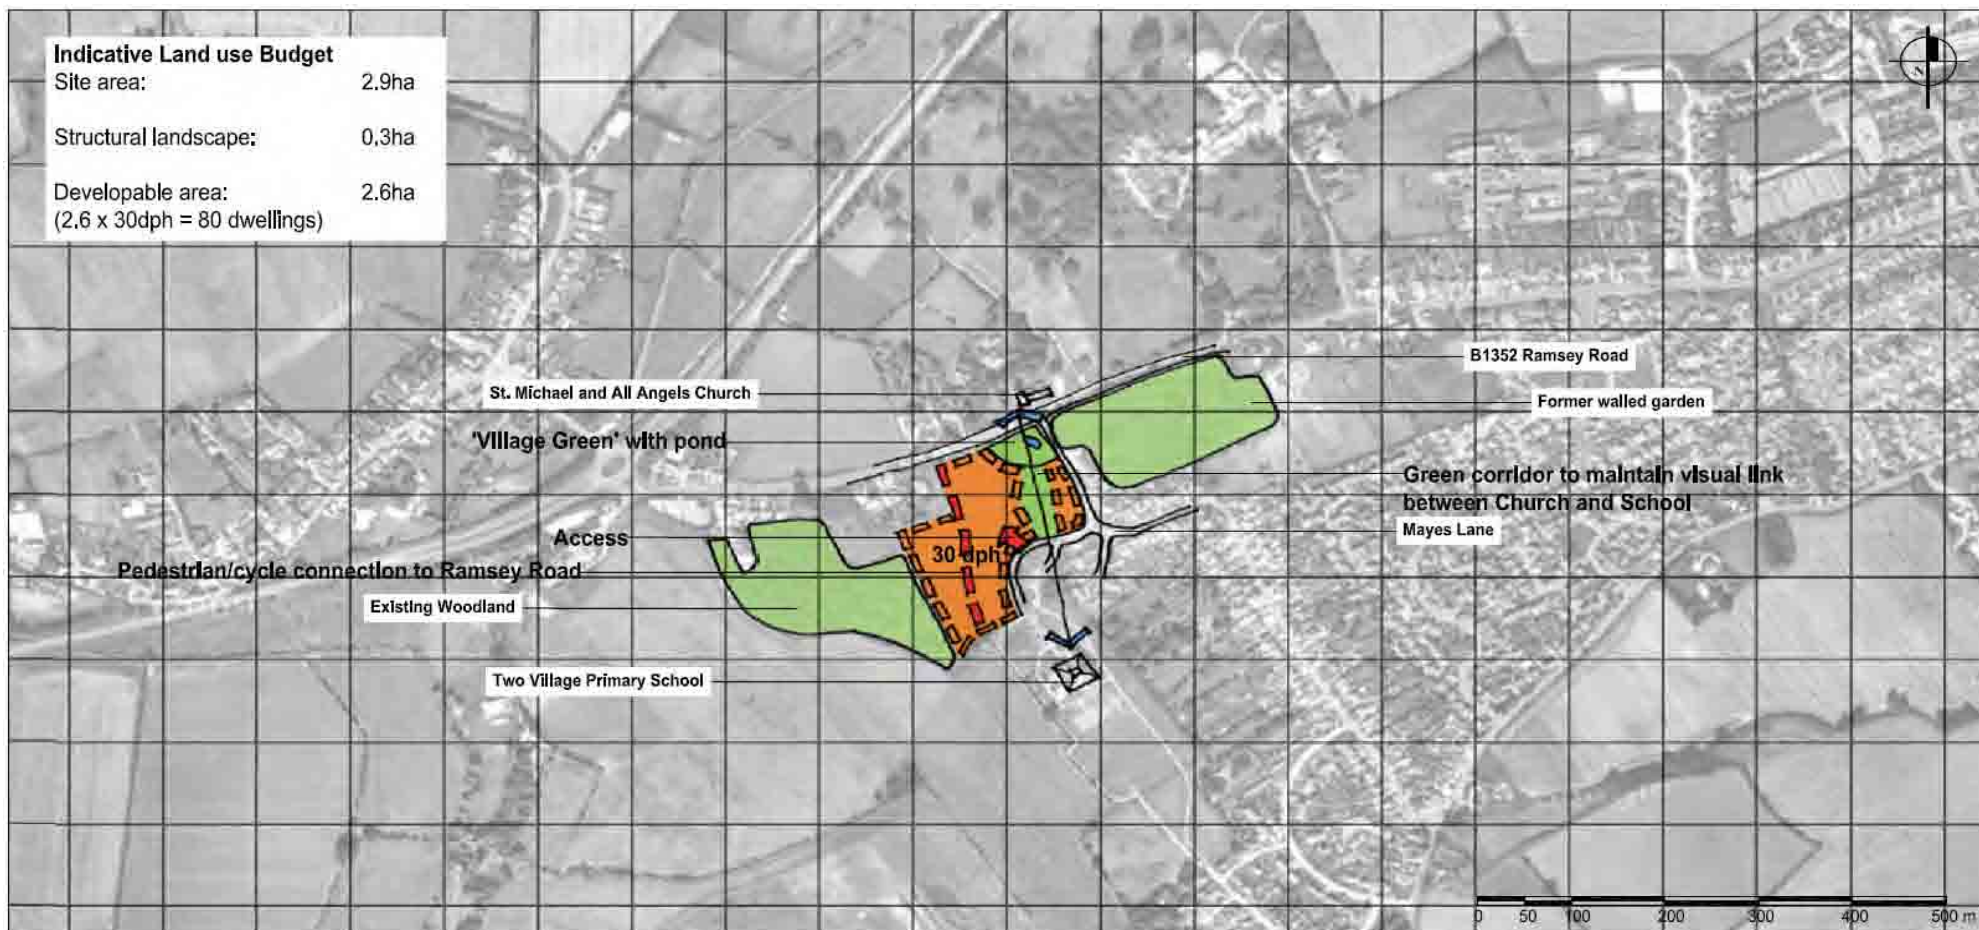 Indicative Land use Budget
Site area: 2.9ha
Structural landscape: 0.3ha
Developable area: 2.6ha
(2.6 x 30dph = 80 dwellings)
B1352 Ramsey Road
St. Michael and All Angels Church
Former walled garden
'Village Green' with pond
Green corridor to maintain visual link
between Church and School
Mayes Lane
Access
30 dph
Pedestrian/cycle connection to Ramsey Road
Existing Woodland
Two Village Primary School
0 50 100 200 300 400 500 m